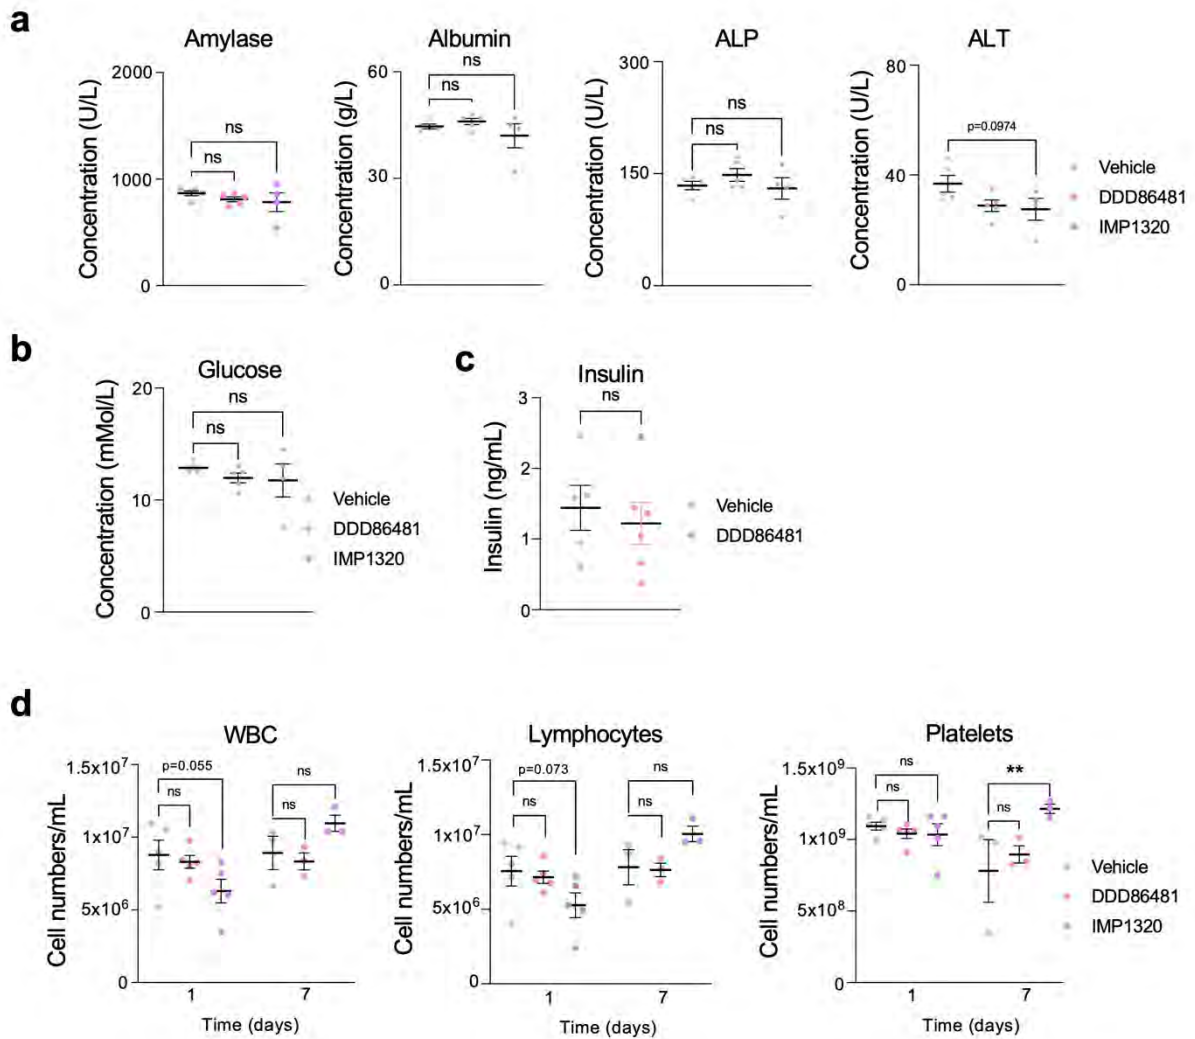 a
Amylase
Concentration (U/L)
2000
1000
0
ns
ns
Albumin
Concentration (g/L)
60
30
0
ns
ns
ALP
Concentration (U/L)
300
150
0
ns
ns
ALT
Concentration (U/L)
80
40
0
p=0.0974
Vehicle
DDD86481
IMP1320
b
Glucose
Concentration (mMol/L)
20
10
0
ns
ns
Vehicle
DDD86481
IMP1320
c
Insulin
Insulin (ng/mL)
3
2
1
0
ns
Vehicle
DDD86481
d
WBC
Cell numbers/mL
1.5x10⁷
1x10⁷
5x10⁶
0
p=0.055
ns
ns
ns
1
7
Time (days)
Lymphocytes
Cell numbers/mL
1.5x10⁷
1x10⁷
5x10⁶
0
p=0.073
ns
ns
ns
1
7
Time (days)
Platelets
Cell numbers/mL
1.5x10⁹
1x10⁹
5x10⁸
0
ns
ns
**
ns
1
7
Time (days)
Vehicle
DDD86481
IMP1320